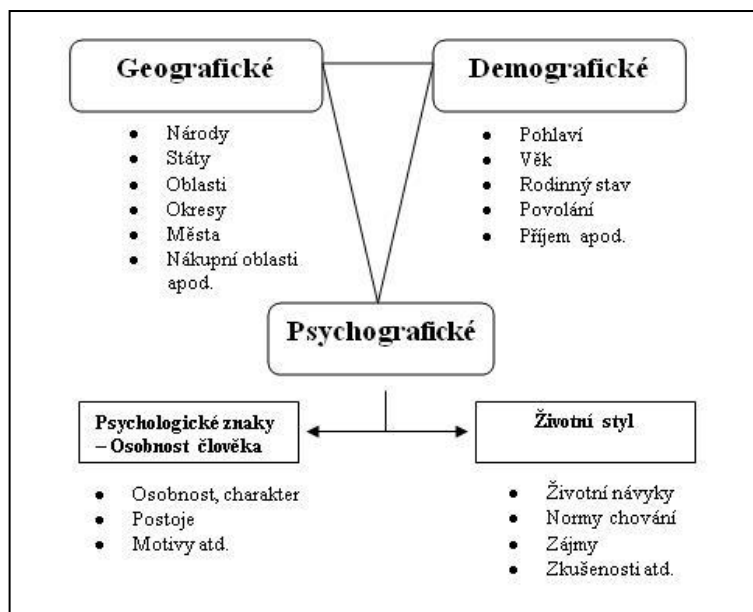 Geografické
Demografické
• Národy
• Státy
• Oblasti
• Okresy
• Města
• Nákupní oblasti
apod.
• Pohlaví
• Věk
• Rodinný stav
• Povolání
• Příjem apod.
Psychografické
Psychologické znaky
– Osobnost člověka
Životní styl
• Osobnost, charakter
• Postoje
• Motivy atd.
• Životní návyky
• Normy chování
• Zájmy
• Zkušenosti atd.